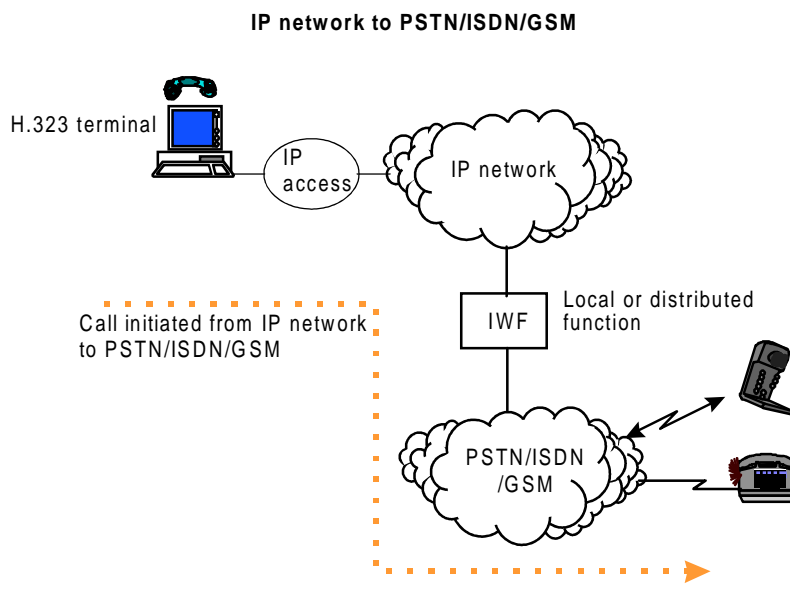 IP network to PSTN/ISDN/GSM
H.323 terminal
IP
access
IP network
IWF
Local or distributed
function
Call initiated from IP network
to PSTN/ISDN/GSM
PSTN/ISDN
/GSM